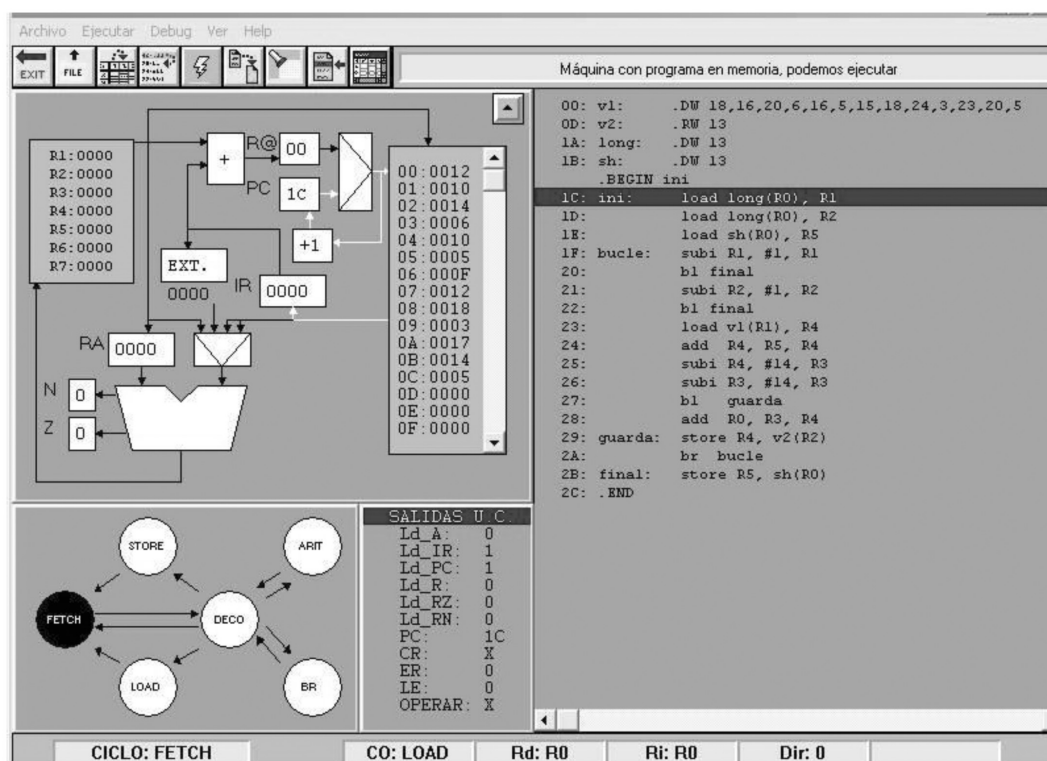 Archivo Ejecutar Debug Ver Help
EXIT
FILE
Máquina con programa en memoria, podemos ejecutar
R1:0000
R2:0000
R3:0000
R4:0000
R5:0000
R6:0000
R7:0000
+
R@
00
PC
1C
+1
EXT.
0000
IR
0000
RA
0000
N
0
Z
0
00:0012
01:0010
02:0014
03:0006
04:0010
05:0005
06:000F
07:0012
08:0018
09:0003
0A:0017
0B:0014
0C:0005
0D:0000
0E:0000
0F:0000
00: v1: .DW 18,16,20,6,16,5,15,18,24,3,23,20,5
0D: v2: .RW 13
1A: long: .DW 13
1B: sh: .DW 13
.BEGIN ini
1C: ini: load long(R0), R1
1D: load long(R0), R2
1E: load sh(R0), R5
1F: bucle: subi R1, #1, R1
20: bl final
21: subi R2, #1, R2
22: bl final
23: load v1(R1), R4
24: add R4, R5, R4
25: subi R4, #14, R3
26: subi R3, #14, R3
27: bl guarda
28: add R0, R3, R4
29: guarda: store R4, v2(R2)
2A: br bucle
2B: final: store R5, sh(R0)
2C: .END
STORE
ARIT
FETCH
DECO
LOAD
BR
SALIDAS U.C.
Ld_A: 0
Ld_IR: 1
Ld_PC: 1
Ld_R: 0
Ld_RZ: 0
Ld_RN: 0
PC: 1C
CR: X
ER: 0
LE: 0
OPERAR: X
CICLO: FETCH
CO: LOAD
Rd: R0
Ri: R0
Dir: 0